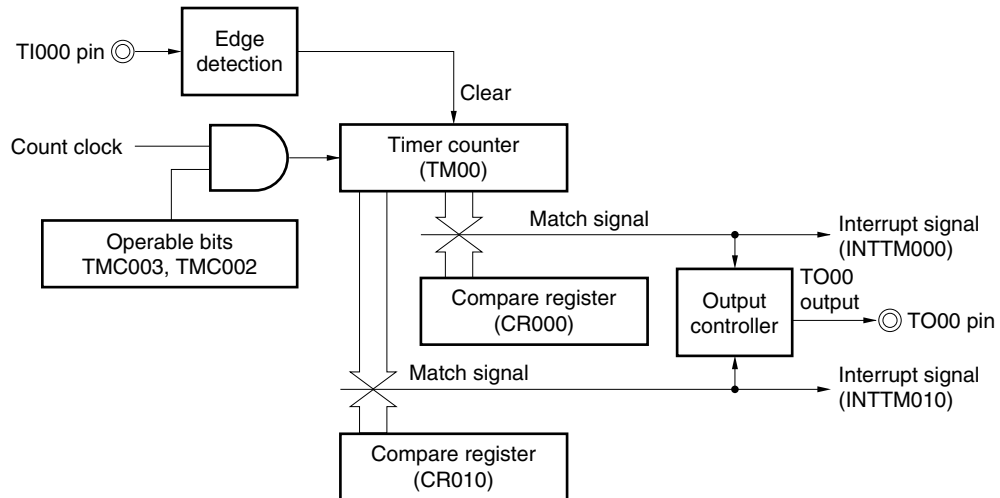 TI000 pin
Edge
detection
Clear
Count clock
Timer counter
(TM00)
Operable bits
TMC003, TMC002
Match signal
Interrupt signal
(INTTM000)
Compare register
(CR000)
Output
controller
TO00
output
TO00 pin
Match signal
Interrupt signal
(INTTM010)
Compare register
(CR010)